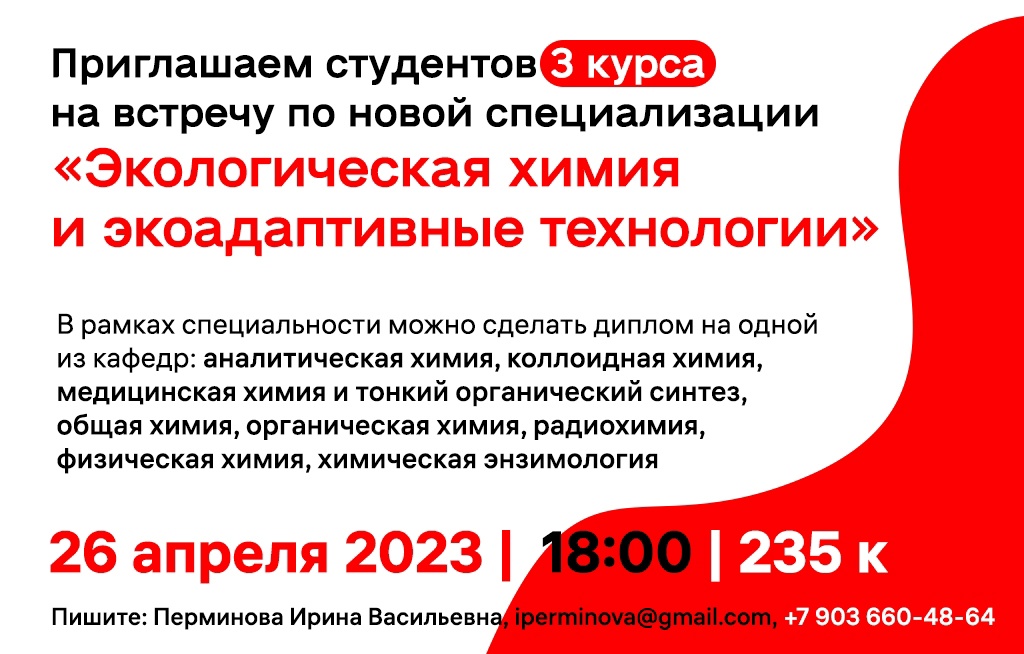 Приглашаем студентов 3 курса
на встречу по новой специализации
«Экологическая химия
и экоадаптивные технологии»
В рамках специальности можно сделать диплом на одной
из кафедр: аналитическая химия, коллоидная химия,
медицинская химия и тонкий органический синтез,
общая химия, органическая химия, радиохимия,
физическая химия, химическая энзимология
26 апреля 2023 | 18:00 | 235 к
Пишите: Перминова Ирина Васильевна, iperminova@gmail.com, +7 903 660-48-64